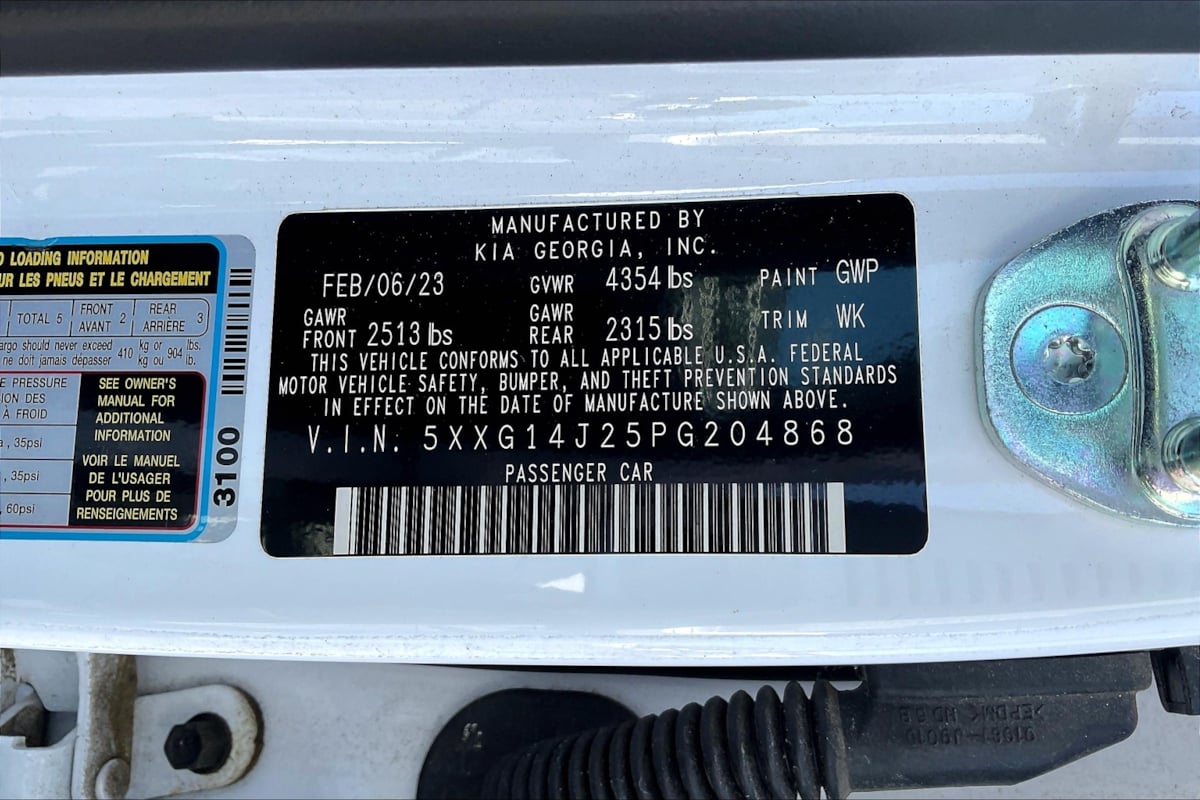 MANUFACTURED BY
KIA GEORGIA, INC.
FEB/06/23 GVWR 4354 lbs PAINT GWP
GAWR FRONT 2513 lbs GAWR REAR 2315 lbs TRIM WK
THIS VEHICLE CONFORMS TO ALL APPLICABLE U.S.A. FEDERAL
MOTOR VEHICLE SAFETY, BUMPER, AND THEFT PREVENTION STANDARDS
IN EFFECT ON THE DATE OF MANUFACTURE SHOWN ABOVE.
V.I.N. 5XXG14J25PG204868
PASSENGER CAR
LOADING INFORMATION
LES PNEUS ET LE CHARGEMENT
TOTAL 5 FRONT AVANT 2 REAR ARRIÈRE 3
should never exceed 410 kg or 904 lbs.
ne doit jamais dépasser kg ou lb.
PRESSURE
DES
À FROID
, 35psi
, 35psi
, 60psi
SEE OWNER'S
MANUAL FOR
ADDITIONAL
INFORMATION
VOIR LE MANUEL
DE L'USAGER
POUR PLUS DE
RENSEIGNEMENTS
3100
>EPDM< ND